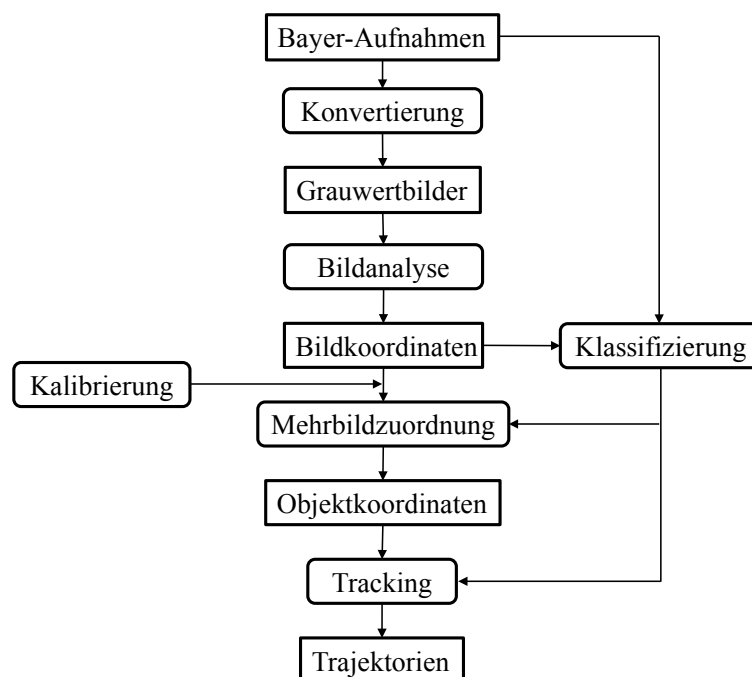 Bayer-Aufnahmen
Konvertierung
Grauwertbilder
Bildanalyse
Bildkoordinaten
Klassifizierung
Kalibrierung
Mehrbildzuordnung
Objektkoordinaten
Tracking
Trajektorien